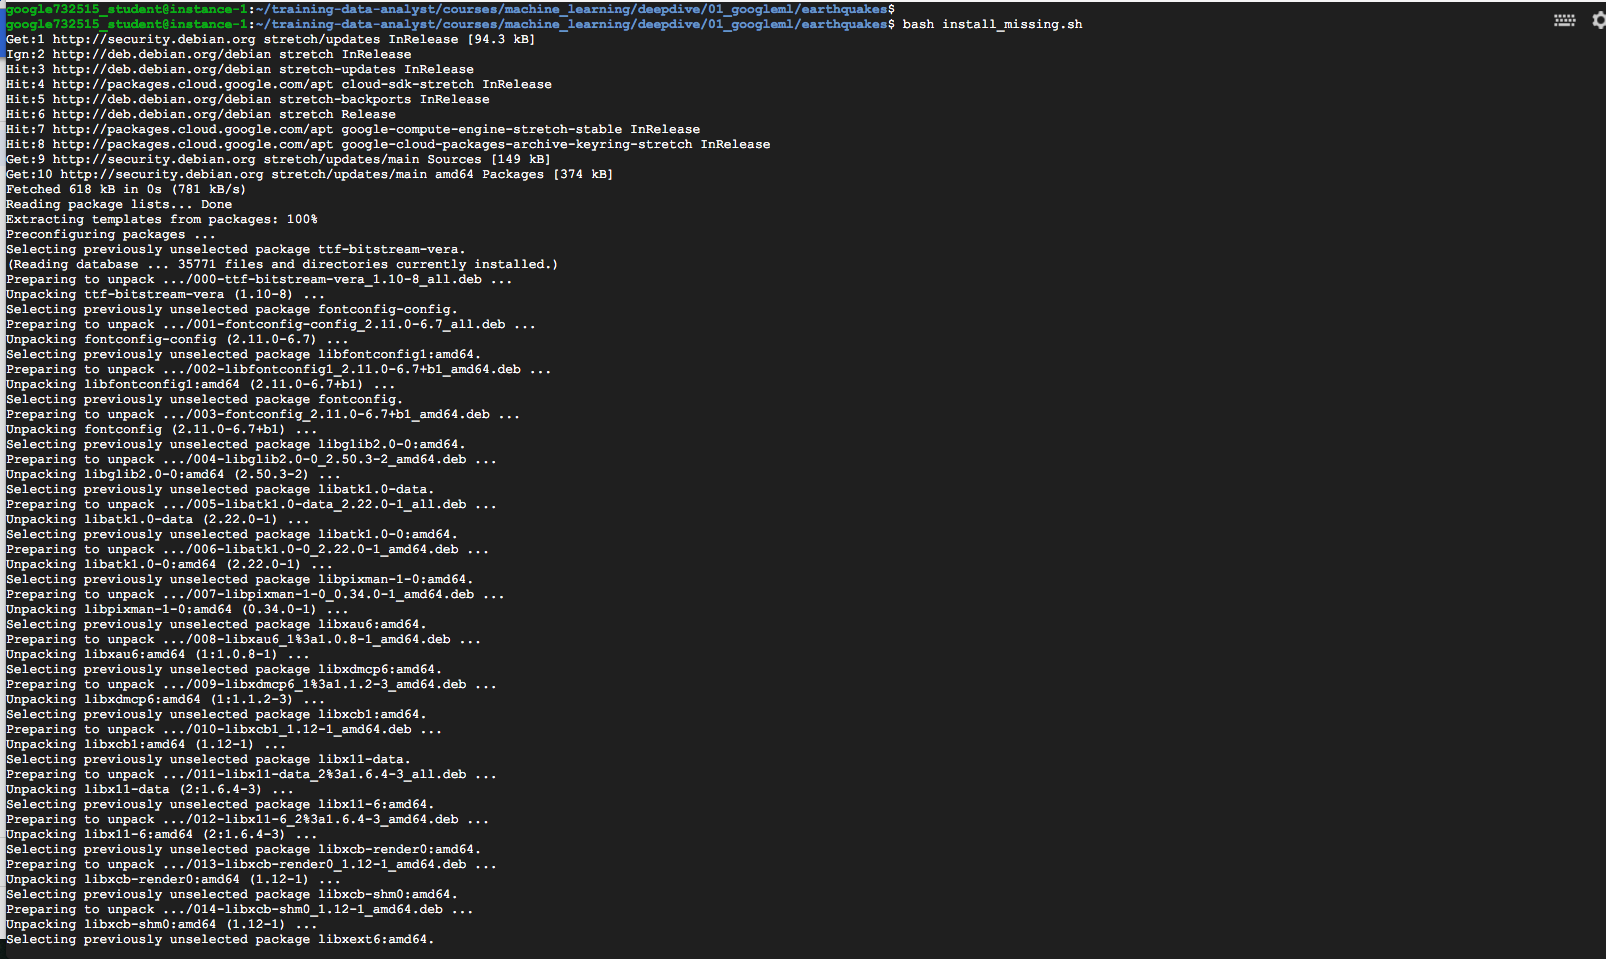 google732515_student@instance-1:~/training-data-analyst/courses/machine_learning/deepdive/01_googleml/earthquakes$
google732515_student@instance-1:~/training-data-analyst/courses/machine_learning/deepdive/01_googleml/earthquakes$ bash install_missing.sh
Get:1 http://security.debian.org stretch/updates InRelease [94.3 kB]
Ign:2 http://deb.debian.org/debian stretch InRelease
Hit:3 http://deb.debian.org/debian stretch-updates InRelease
Hit:4 http://packages.cloud.google.com/apt cloud-sdk-stretch InRelease
Hit:5 http://deb.debian.org/debian stretch-backports InRelease
Hit:6 http://deb.debian.org/debian stretch Release
Hit:7 http://packages.cloud.google.com/apt google-compute-engine-stretch-stable InRelease
Hit:8 http://packages.cloud.google.com/apt google-cloud-packages-archive-keyring-stretch InRelease
Get:9 http://security.debian.org stretch/updates/main Sources [149 kB]
Get:10 http://security.debian.org stretch/updates/main amd64 Packages [374 kB]
Fetched 618 kB in 0s (781 kB/s)
Reading package lists... Done
Extracting templates from packages: 100%
Preconfiguring packages ...
Selecting previously unselected package ttf-bitstream-vera.
(Reading database ... 35771 files and directories currently installed.)
Preparing to unpack .../000-ttf-bitstream-vera_1.10-8_all.deb ...
Unpacking ttf-bitstream-vera (1.10-8) ...
Selecting previously unselected package fontconfig-config.
Preparing to unpack .../001-fontconfig-config_2.11.0-6.7_all.deb ...
Unpacking fontconfig-config (2.11.0-6.7) ...
Selecting previously unselected package libfontconfig1:amd64.
Preparing to unpack .../002-libfontconfig1_2.11.0-6.7+b1_amd64.deb ...
Unpacking libfontconfig1:amd64 (2.11.0-6.7+b1) ...
Selecting previously unselected package fontconfig.
Preparing to unpack .../003-fontconfig_2.11.0-6.7+b1_amd64.deb ...
Unpacking fontconfig (2.11.0-6.7+b1) ...
Selecting previously unselected package libglib2.0-0:amd64.
Preparing to unpack .../004-libglib2.0-0_2.50.3-2_amd64.deb ...
Unpacking libglib2.0-0:amd64 (2.50.3-2) ...
Selecting previously unselected package libatk1.0-data.
Preparing to unpack .../005-libatk1.0-data_2.22.0-1_all.deb ...
Unpacking libatk1.0-data (2.22.0-1) ...
Selecting previously unselected package libatk1.0-0:amd64.
Preparing to unpack .../006-libatk1.0-0_2.22.0-1_amd64.deb ...
Unpacking libatk1.0-0:amd64 (2.22.0-1) ...
Selecting previously unselected package libpixman-1-0:amd64.
Preparing to unpack .../007-libpixman-1-0_0.34.0-1_amd64.deb ...
Unpacking libpixman-1-0:amd64 (0.34.0-1) ...
Selecting previously unselected package libxau6:amd64.
Preparing to unpack .../008-libxau6_1%3a1.0.8-1_amd64.deb ...
Unpacking libxau6:amd64 (1:1.0.8-1) ...
Selecting previously unselected package libxdmcp6:amd64.
Preparing to unpack .../009-libxdmcp6_1%3a1.1.2-3_amd64.deb ...
Unpacking libxdmcp6:amd64 (1:1.1.2-3) ...
Selecting previously unselected package libxcb1:amd64.
Preparing to unpack .../010-libxcb1_1.12-1_amd64.deb ...
Unpacking libxcb1:amd64 (1.12-1) ...
Selecting previously unselected package libx11-data.
Preparing to unpack .../011-libx11-data_2%3a1.6.4-3_all.deb ...
Unpacking libx11-data (2:1.6.4-3) ...
Selecting previously unselected package libx11-6:amd64.
Preparing to unpack .../012-libx11-6_2%3a1.6.4-3_amd64.deb ...
Unpacking libx11-6:amd64 (2:1.6.4-3) ...
Selecting previously unselected package libxcb-render0:amd64.
Preparing to unpack .../013-libxcb-render0_1.12-1_amd64.deb ...
Unpacking libxcb-render0:amd64 (1.12-1) ...
Selecting previously unselected package libxcb-shm0:amd64.
Preparing to unpack .../014-libxcb-shm0_1.12-1_amd64.deb ...
Unpacking libxcb-shm0:amd64 (1.12-1) ...
Selecting previously unselected package libxext6:amd64.